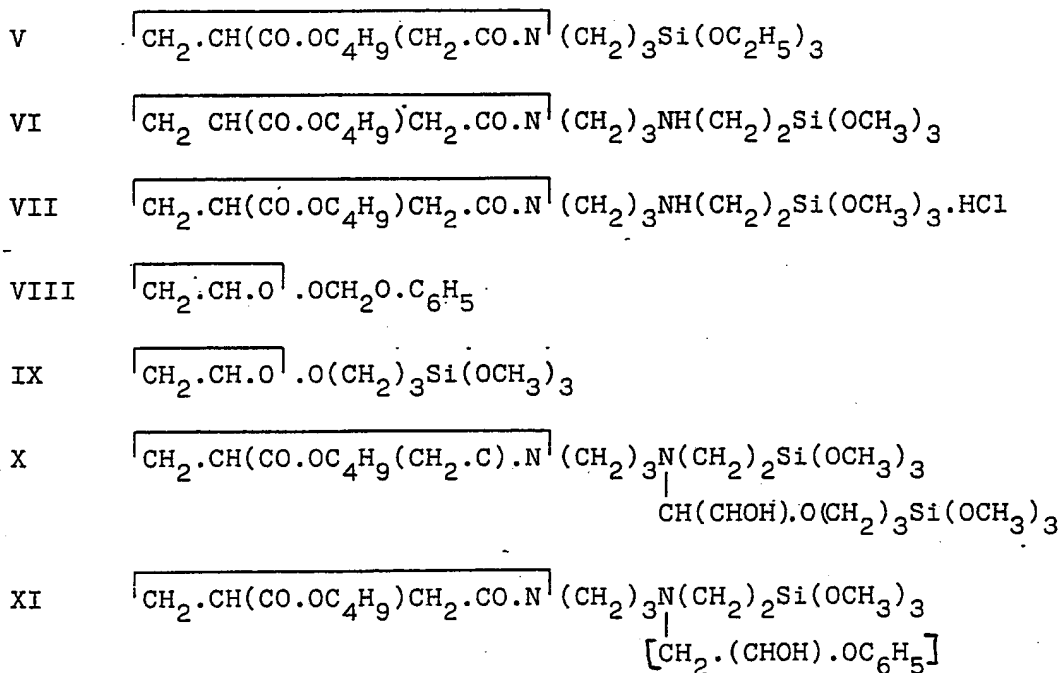 V CH₂.CH(CO.OC₄H₉(CH₂.CO.N (CH₂)₃Si(OC₂H₅)₃
VI CH₂ CH(CO.OC₄H₉)CH₂.CO.N (CH₂)₃NH(CH₂)₂Si(OCH₃)₃
VII CH₂.CH(CO.OC₄H₉)CH₂.CO.N (CH₂)₃NH(CH₂)₂Si(OCH₃)₃.HCl
VIII CH₂.CH.O .OCH₂O.C₆H₅
IX CH₂.CH.O .O(CH₂)₃Si(OCH₃)₃
X CH₂.CH(CO.OC₄H₉(CH₂.C).N (CH₂)₃N(CH₂)₂Si(OCH₃)₃
CH(CHOH).O(CH₂)₃Si(OCH₃)₃
XI CH₂.CH(CO.OC₄H₉)CH₂.CO.N (CH₂)₃N(CH₂)₂Si(OCH₃)₃
[CH₂.(CHOH).OC₆H₅]